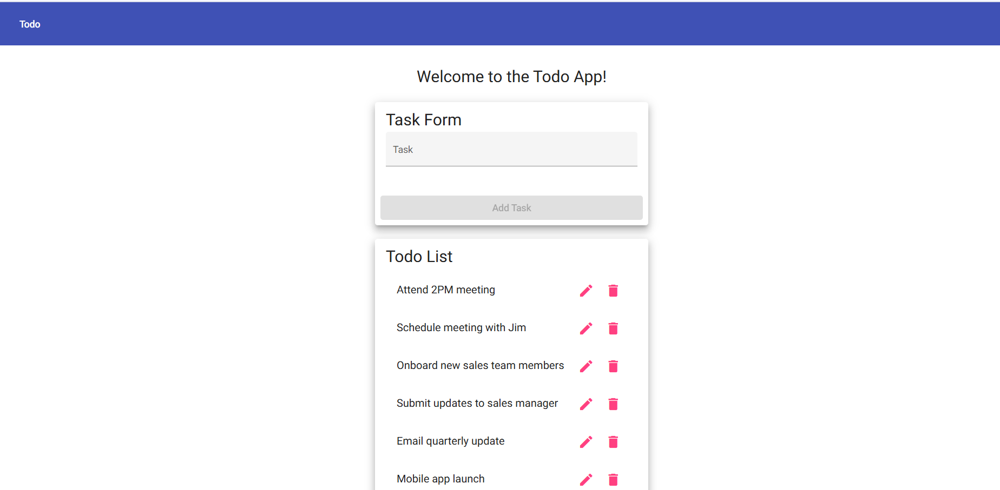 Todo
Welcome to the Todo App!
Task Form
Task
Add Task
Todo List
Attend 2PM meeting
Schedule meeting with Jim
Onboard new sales team members
Submit updates to sales manager
Email quarterly update
Mobile app launch